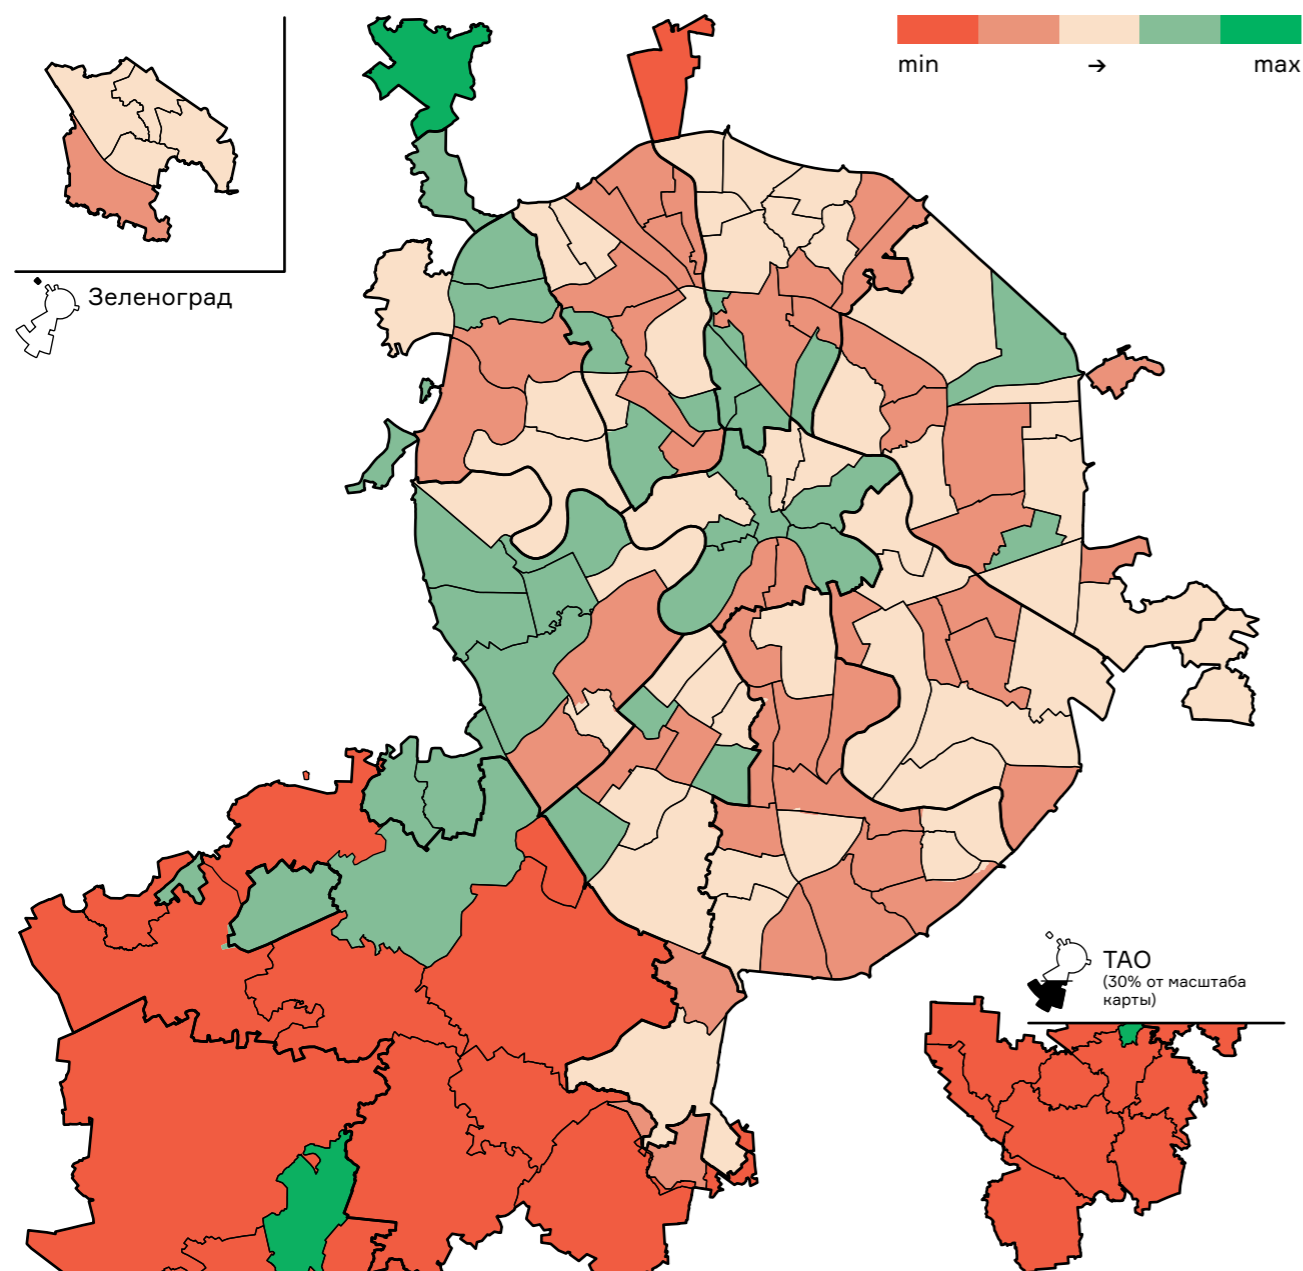 min → max
Зеленоград
ТАО
(30% от масштаба
карты)